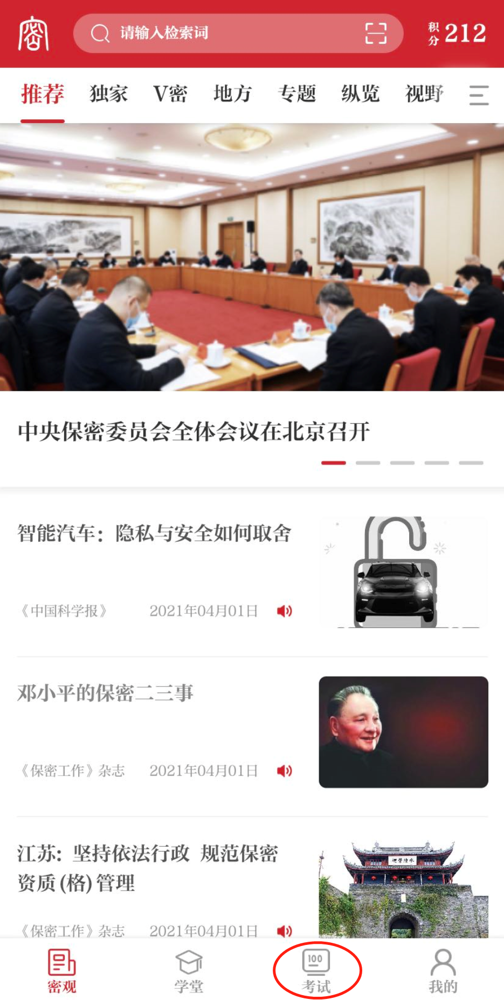 密
请输入检索词
积分 212
推荐 独家 V密 地方 专题 纵览 视野
中央保密委员会全体会议在北京召开
智能汽车：隐私与安全如何取舍
《中国科学报》 2021年04月01日
邓小平的保密二三事
《保密工作》杂志 2021年04月01日
江苏：坚持依法行政 规范保密
资质(格)管理
《保密工作》杂志 2021年04月01日
100
密观 学堂 考试 我的